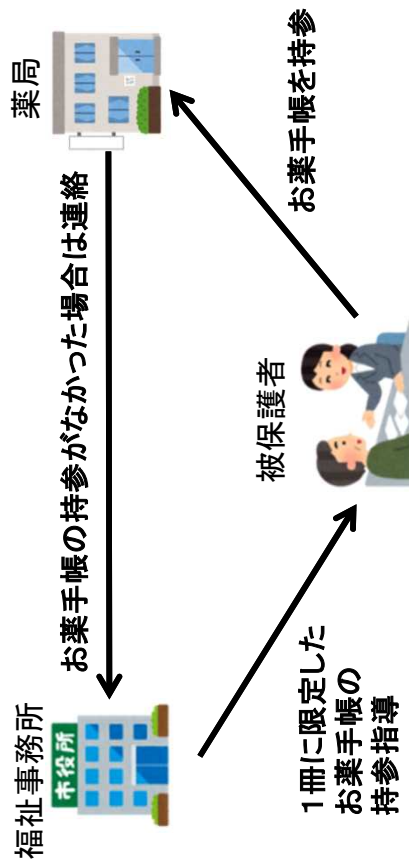 福祉事務所
市役所
薬局
お薬手帳の持参がなかった場合は連絡
お薬手帳を持参
被保護者
1冊に限定した
お薬手帳の
持参指導